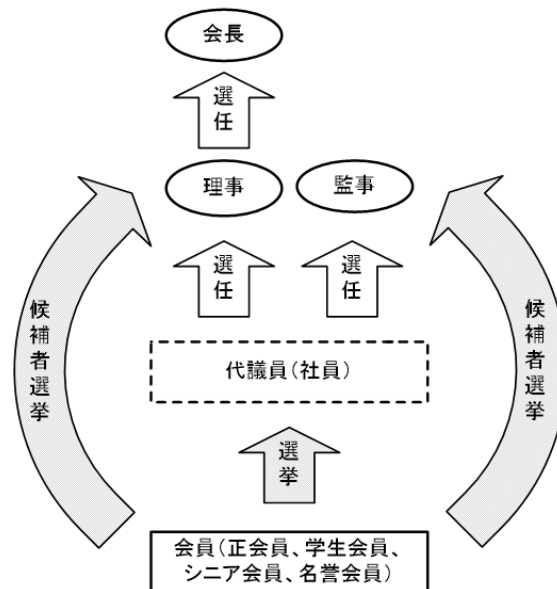 会長
選任
理事
監事
選任
選任
候補者選挙
候補者選挙
代議員(社員)
選挙
会員(正会員、学生会員、
シニア会員、名誉会員)